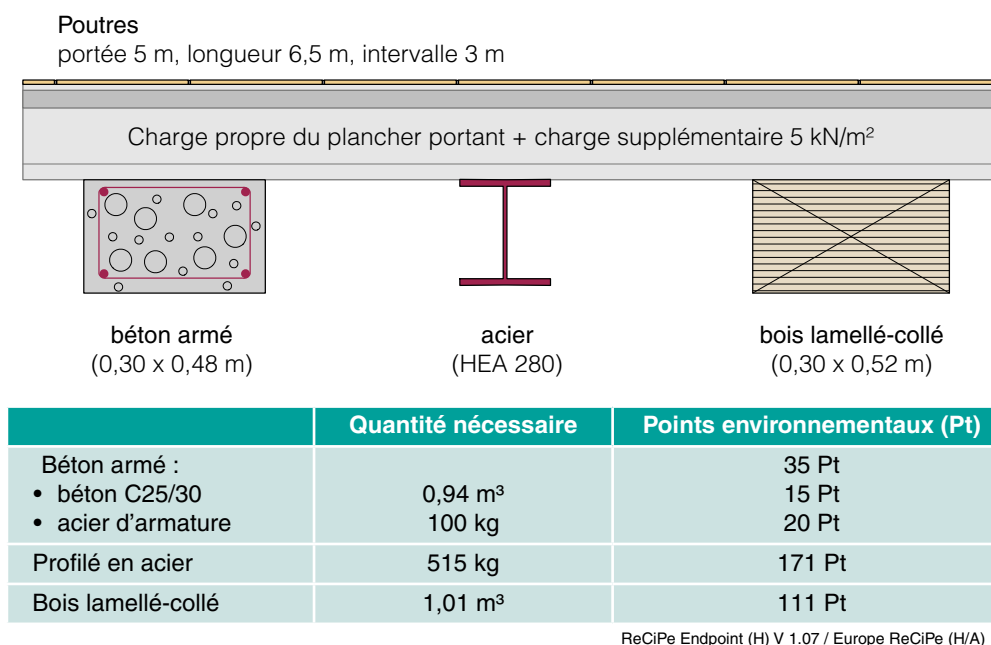 Poutres
portée 5 m, longueur 6,5 m, intervalle 3 m
Charge propre du plancher portant + charge supplémentaire 5 kN/m²
béton armé
(0,30 x 0,48 m)
acier
(HEA 280)
bois lamellé-collé
(0,30 x 0,52 m)
Quantité nécessaire Points environnementaux (Pt)
Béton armé : 35 Pt
• béton C25/30 0,94 m³ 15 Pt
• acier d'armature 100 kg 20 Pt
Profilé en acier 515 kg 171 Pt
Bois lamellé-collé 1,01 m³ 111 Pt
ReCiPe Endpoint (H) V 1.07 / Europe ReCiPe (H/A)